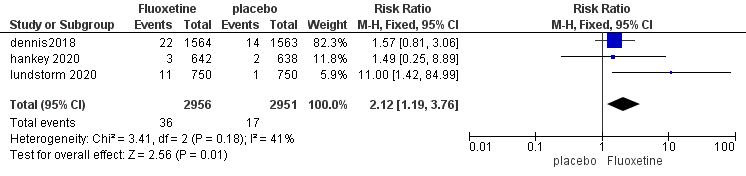 Fluoxetine placebo Risk Ratio Risk Ratio
Study or Subgroup Events Total Events Total Weight M-H, Fixed, 95% CI M-H, Fixed, 95% CI
dennis2018 22 1564 14 1563 82.3% 1.57 [0.81, 3.06]
hankey 2020 3 642 2 638 11.8% 1.49 [0.25, 8.89]
lundstorm 2020 11 750 1 750 5.9% 11.00 [1.42, 84.99]
Total (95% CI) 2956 2951 100.0% 2.12 [1.19, 3.76]
Total events 36 17
Heterogeneity: Chi² = 3.41, df = 2 (P = 0.18); I² = 41%
Test for overall effect: Z = 2.56 (P = 0.01)
0.01 0.1 1 10 100
placebo Fluoxetine